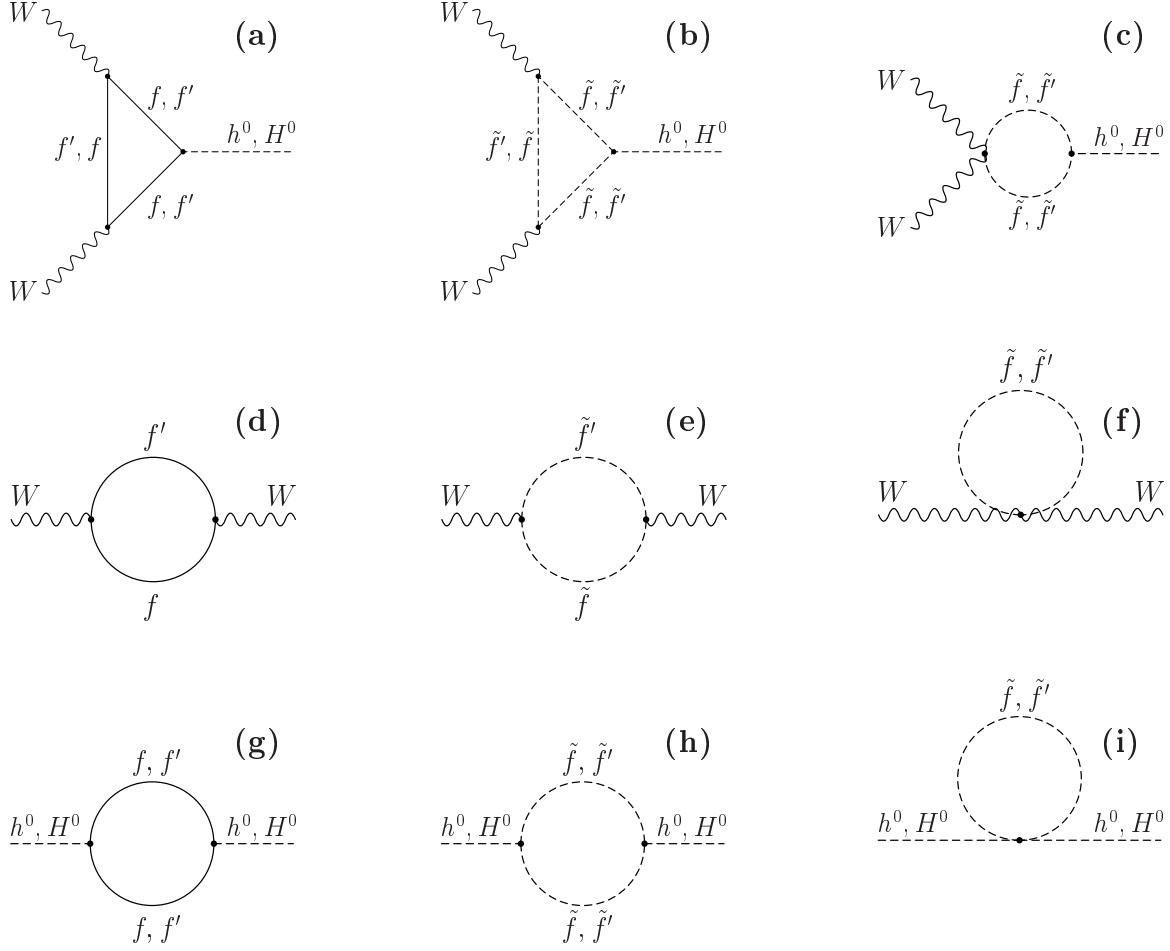 W
(a)
f, f′
f′, f
h⁰, H⁰
f, f′
W
W
(b)
f̃, f̃′
f̃′, f̃
h⁰, H⁰
f̃, f̃′
W
(c)
W
f̃, f̃′
h⁰, H⁰
f̃, f̃′
W
(d)
f′
W
W
f
(e)
f̃′
W
W
f̃
f̃, f̃′
(f)
W
W
(g)
f, f′
h⁰, H⁰
h⁰, H⁰
f, f′
(h)
f̃, f̃′
h⁰, H⁰
h⁰, H⁰
f̃, f̃′
f̃, f̃′
(i)
h⁰, H⁰
h⁰, H⁰